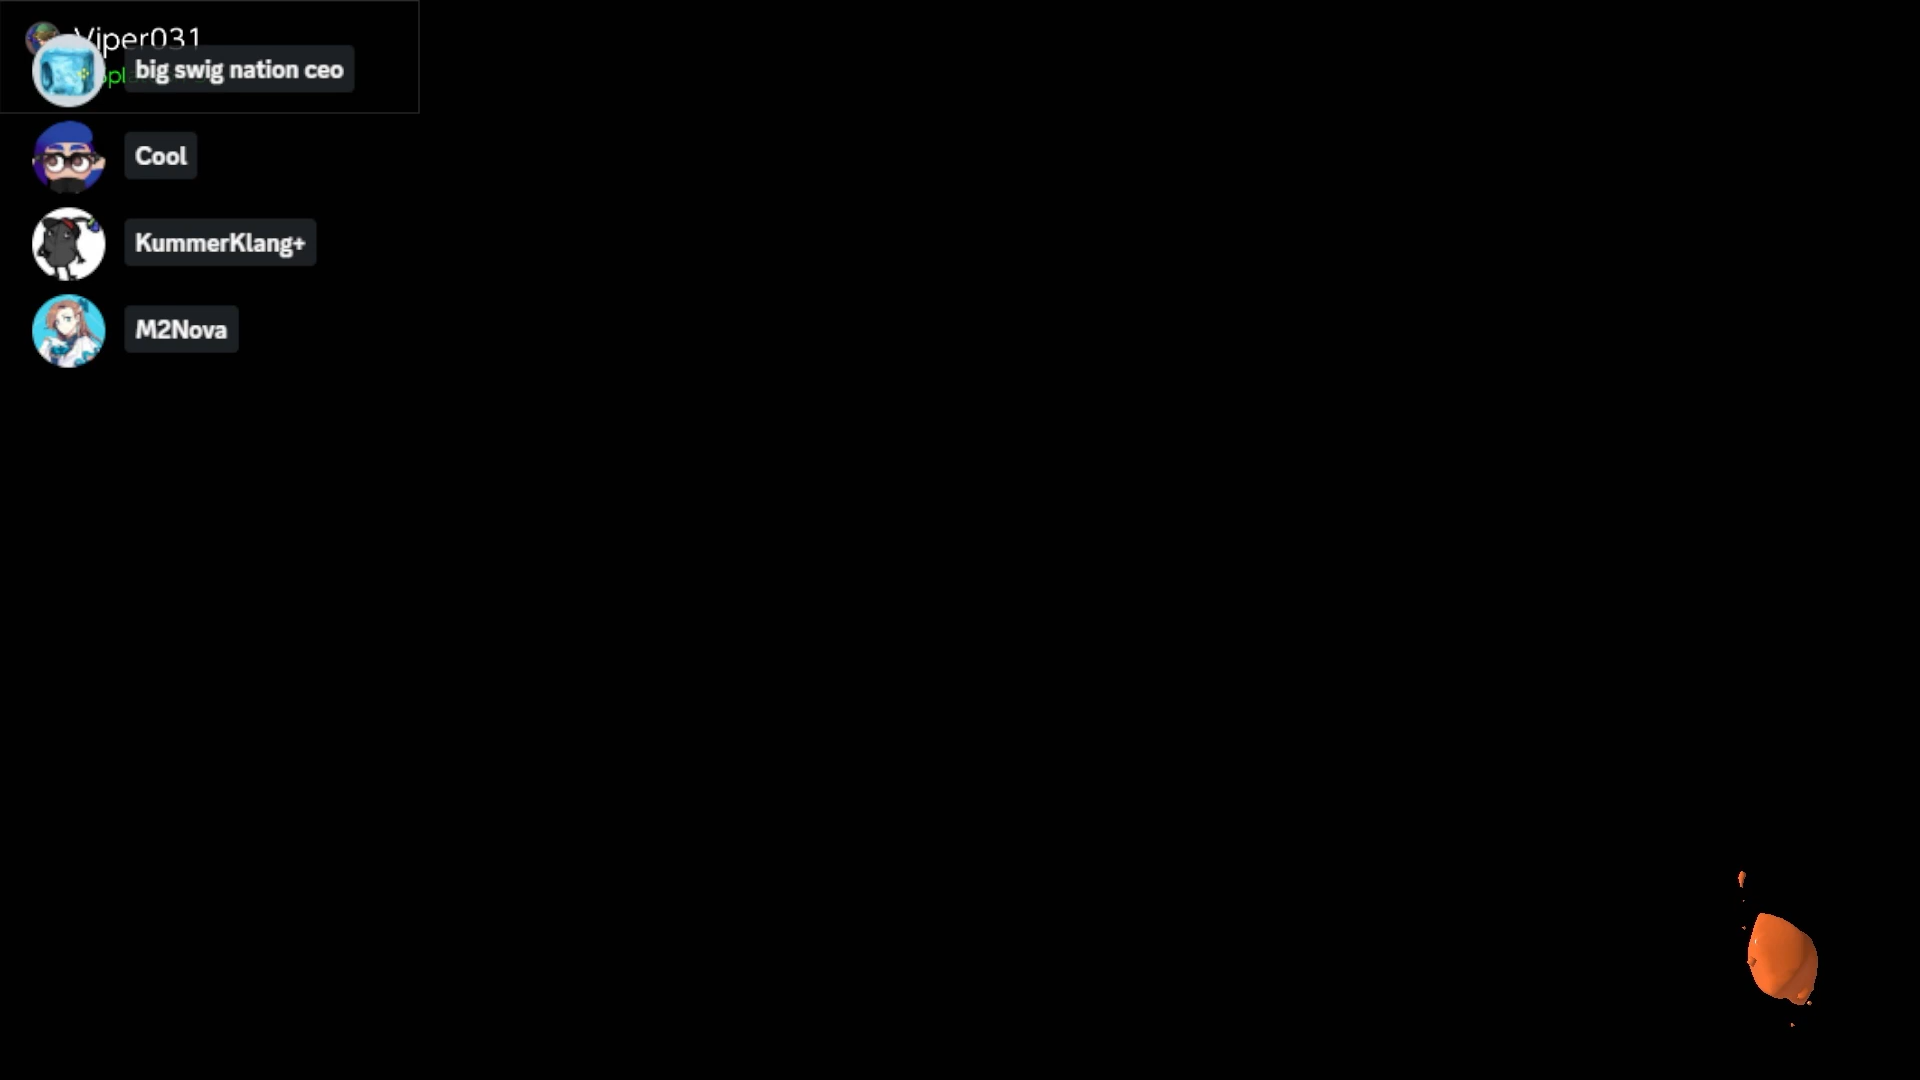 Viper031
big swig nation ceo
Cool
KummerKlang+
M2Nova